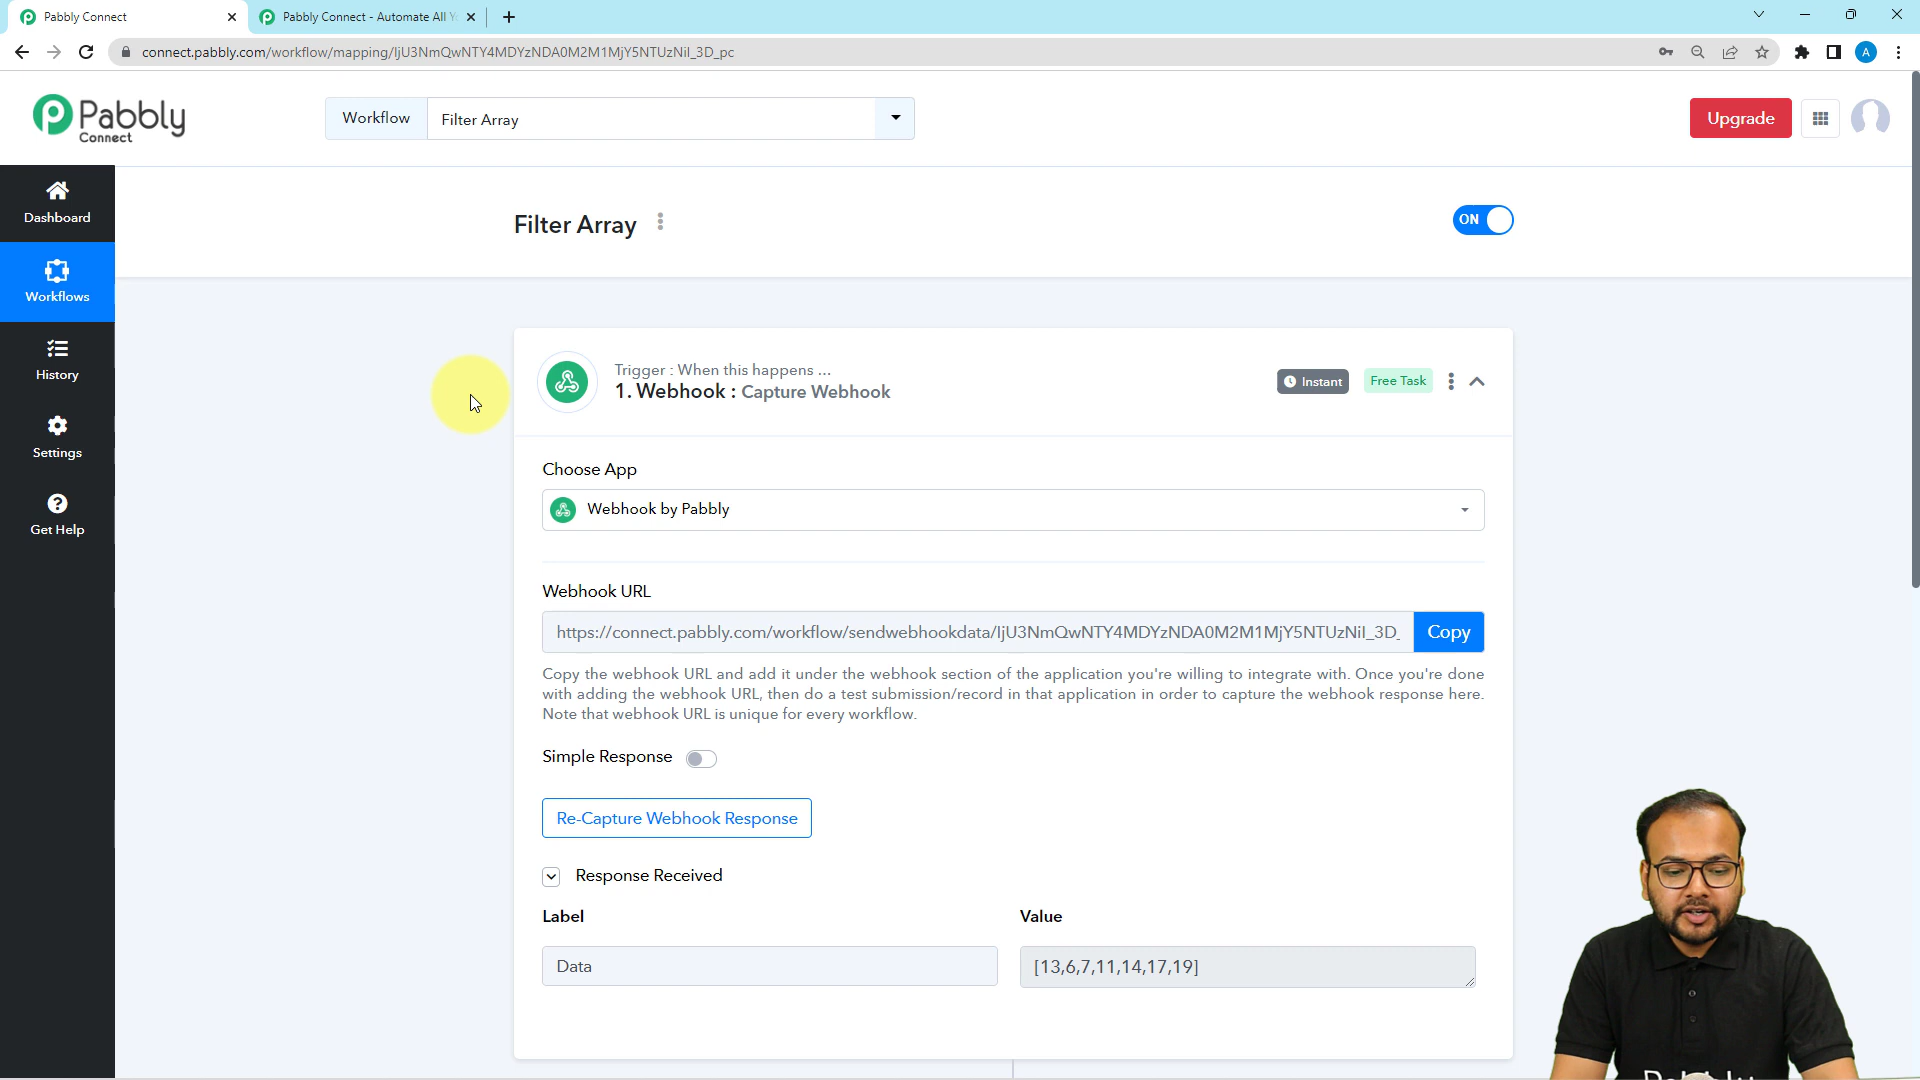 Pabbly Connect
Pabbly Connect - Automate All
connect.pabbly.com/workflow/mapping/IjU3NmQwNTY4MDYzNDA0M2M1MjY5NTUzNiI_3D_pc
A
Pabbly
Connect
Workflow
Filter Array
Upgrade
Dashboard
Workflows
History
Settings
Get Help
Filter Array
ON
Trigger : When this happens ...
1. Webhook : Capture Webhook
Instant
Free Task
Choose App
Webhook by Pabbly
Webhook URL
https://connect.pabbly.com/workflow/sendwebhookdata/IjU3NmQwNTY4MDYzNDA0M2M1MjY5NTUzNiI_3D_
Copy
Copy the webhook URL and add it under the webhook section of the application you're willing to integrate with. Once you're done
with adding the webhook URL, then do a test submission/record in that application in order to capture the webhook response here.
Note that webhook URL is unique for every workflow.
Simple Response
Re-Capture Webhook Response
Response Received
Label
Value
Data
[13,6,7,11,14,17,19]